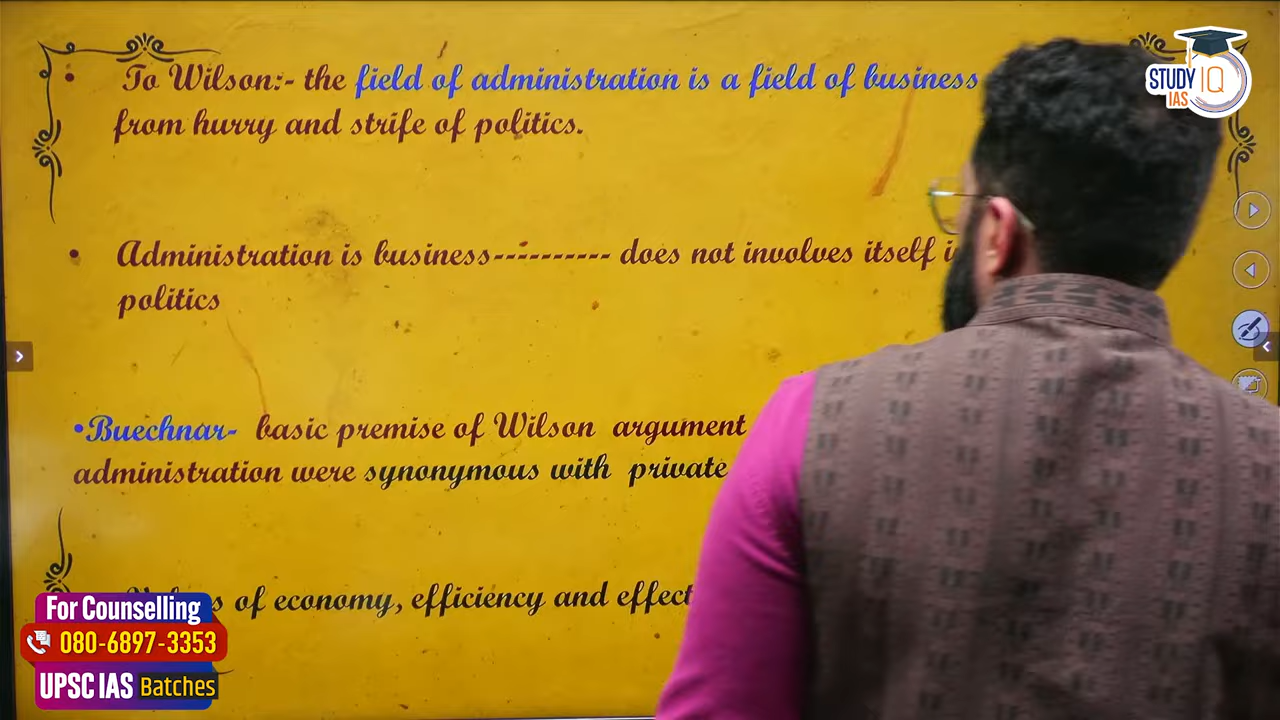 • To Wilson:- the field of administration is a field of business
from hurry and strife of politics.
• Administration is business---------- does not involves itself
politics
•Buechnar- basic premise of Wilson argument
administration were synonymous with private
of economy, efficiency and
STUDY IQ
IAS
For Counselling
080-6897-3353
UPSC IAS Batches